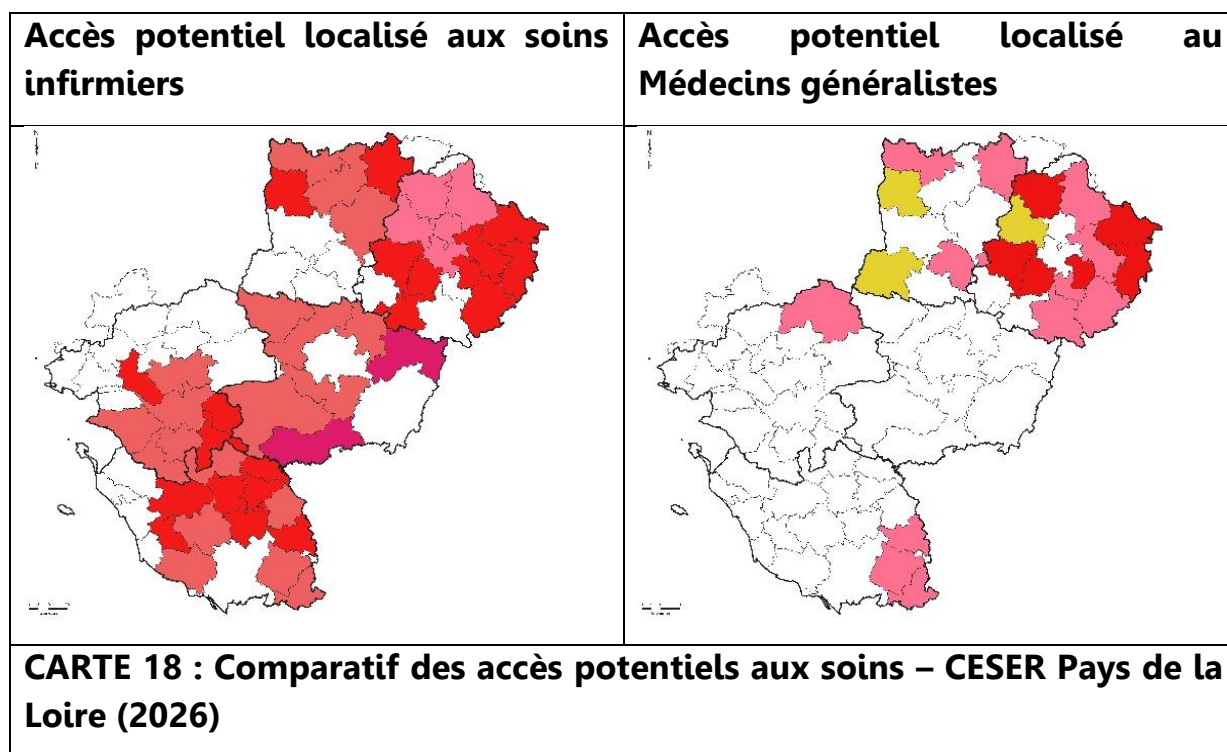 Accès potentiel localisé aux soins
infirmiers
Accès potentiel localisé au
Médecins généralistes
N
N
CARTE 18 : Comparatif des accès potentiels aux soins – CESER Pays de la
Loire (2026)